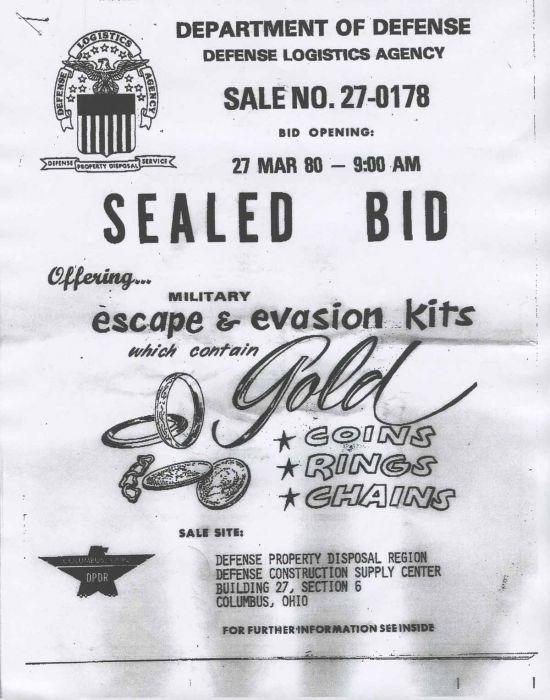 DEPARTMENT OF DEFENSE
DEFENSE LOGISTICS AGENCY
SALE NO. 27-0178
BID OPENING:
27 MAR 80 — 9:00 AM
DEFENSE LOGISTICS AGENCY
DEFENSE PROPERTY DISPOSAL SERVICE
SEALED BID
Offering...
MILITARY
escape & evasion kits
which contain
Gold
★ COINS
★ RINGS
★ CHAINS
SALE SITE:
COLUMBUS, OHIO
DPDR
DEFENSE PROPERTY DISPOSAL REGION
DEFENSE CONSTRUCTION SUPPLY CENTER
BUILDING 27, SECTION 6
COLUMBUS, OHIO
FOR FURTHER INFORMATION SEE INSIDE